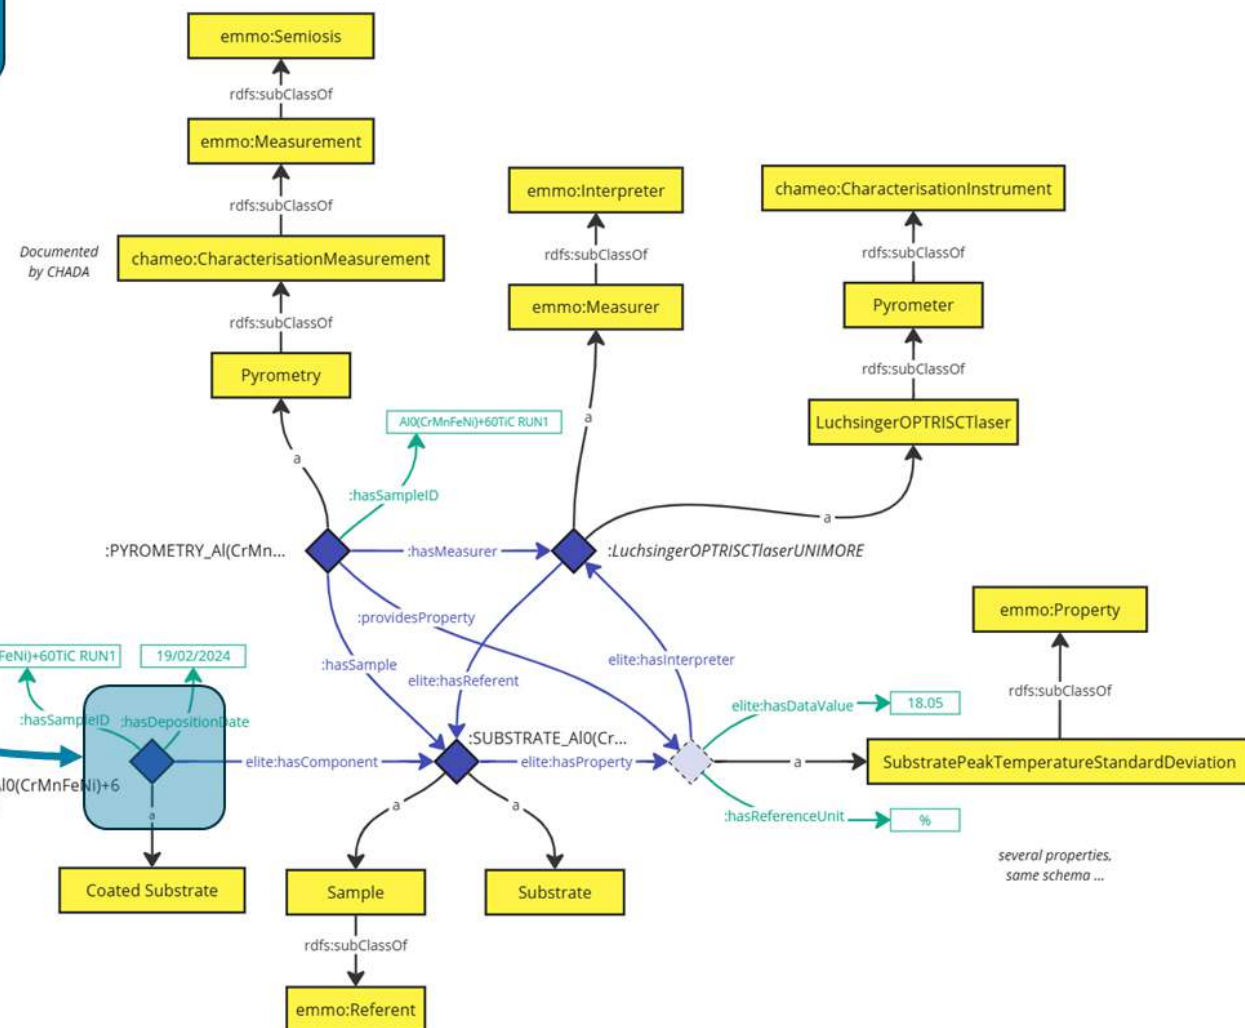 emmo:Semiosis
rdfs:subClassOf
emmo:Measurement
rdfs:subClassOf
Documented
by CHADA
chameo:CharacterisationMeasurement
rdfs:subClassOf
Pyrometry
a
emmo:Interpreter
rdfs:subClassOf
emmo:Measurer
a
chameo:CharacterisationInstrument
rdfs:subClassOf
Pyrometer
rdfs:subClassOf
LuchsingerOPTRISCTlaser
a
Al0(CrMnFeNi)+60TiC RUN1
:hasSampleID
:PYROMETRY_Al(CrMn...
:hasMeasurer
:LuchsingerOPTRISCTlaserUNIMORE
:providesProperty
:hasSample
elite:hasReferent
elite:hasInterpreter
emmo:Property
rdfs:subClassOf
FeNi)+60TiC RUN1
19/02/2024
:hasSampleID
:hasDepositionDate
elite:hasComponent
:SUBSTRATE_Al0(Cr...
elite:hasProperty
elite:hasDataValue
18.05
a
SubstratePeakTemperatureStandardDeviation
:hasReferenceUnit
%
l0(CrMnFeNi)+6
a
a
a
several properties,
same schema ...
Coated Substrate
Sample
Substrate
rdfs:subClassOf
emmo:Referent